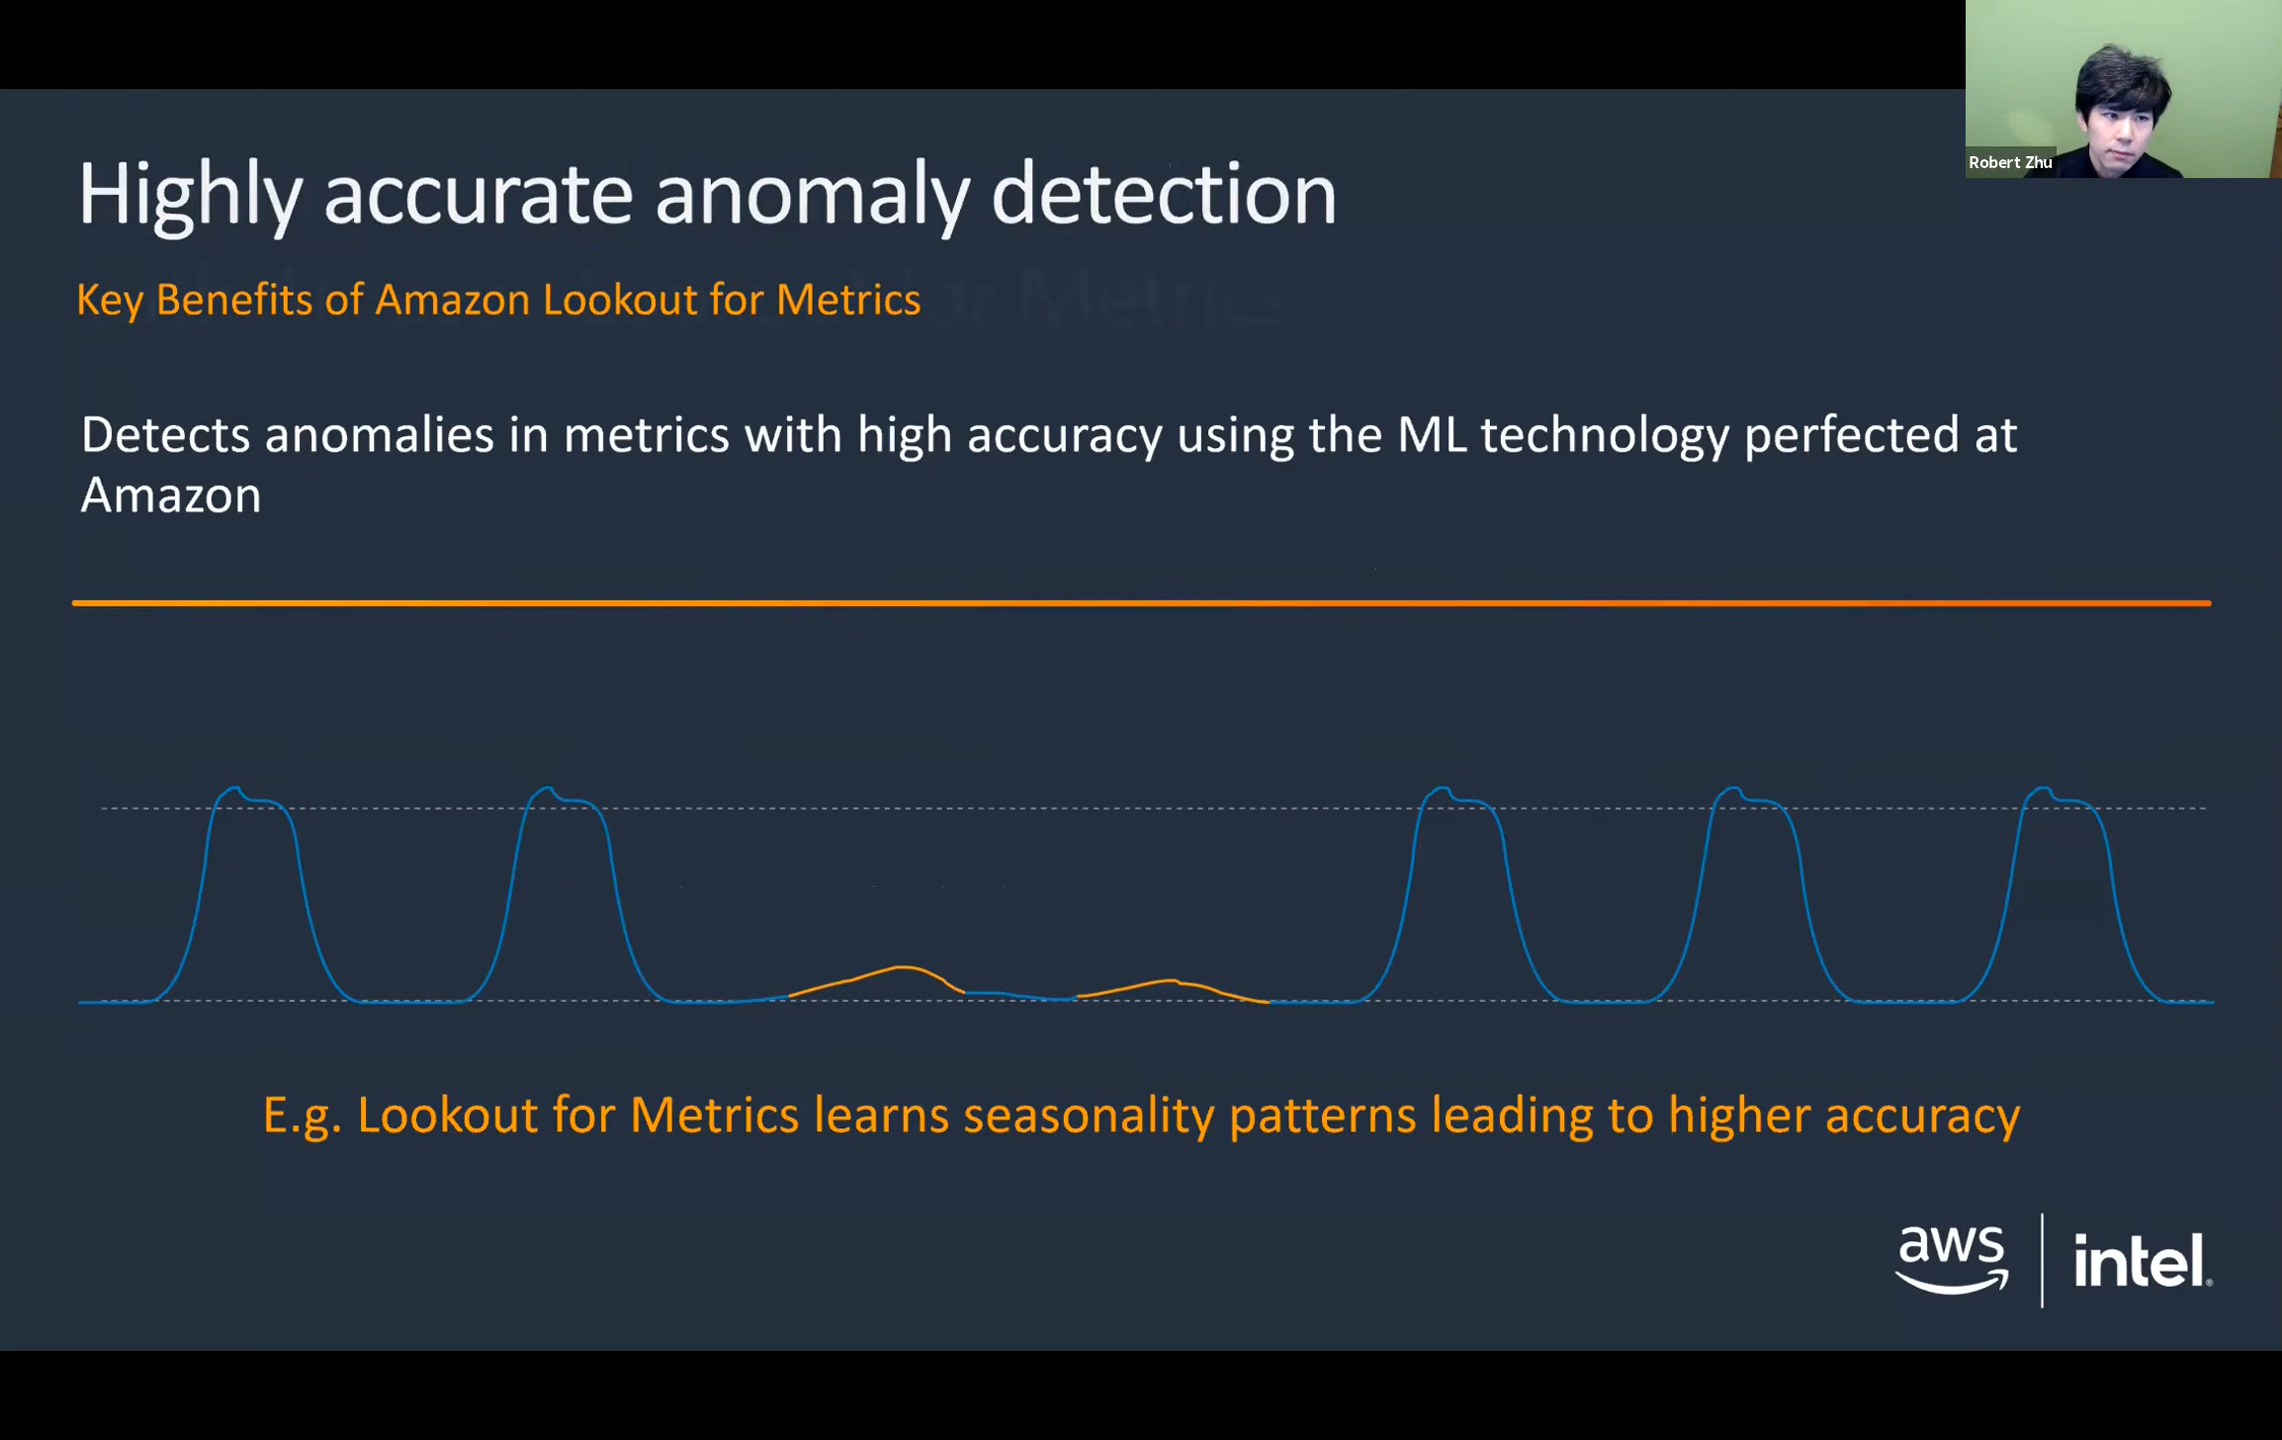 Robert Zhu
Highly accurate anomaly detection
Key Benefits of Amazon Lookout for Metrics
Detects anomalies in metrics with high accuracy using the ML technology perfected at
Amazon
E.g. Lookout for Metrics learns seasonality patterns leading to higher accuracy
aws
intel®